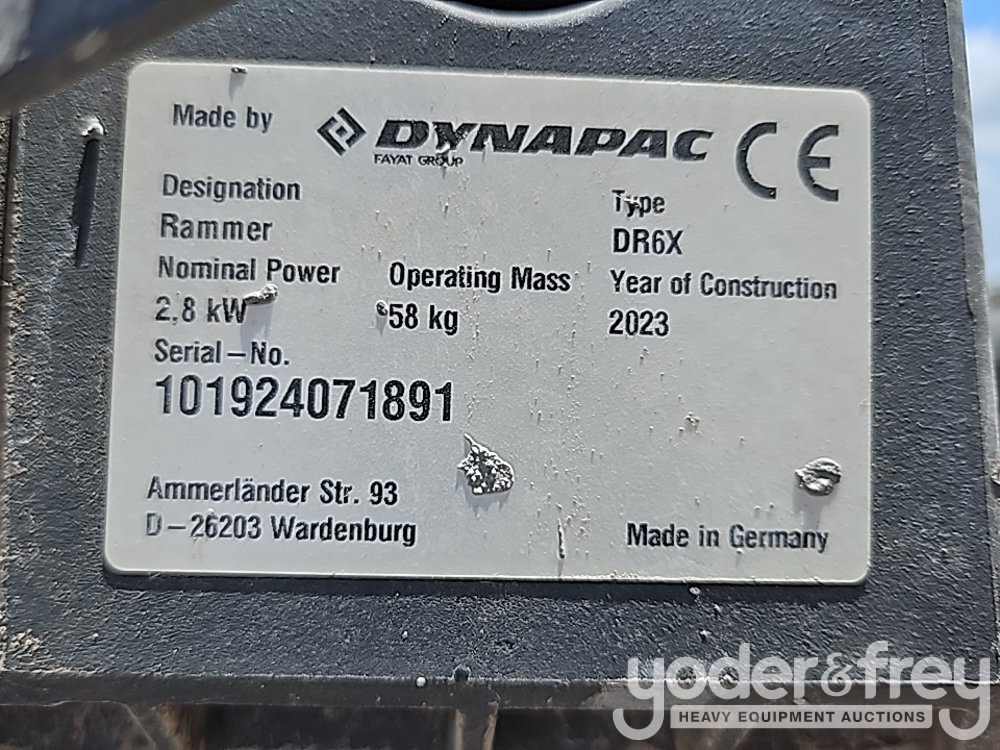 Made by DYNAPAC CE
FAYAT GROUP
Designation Type
Rammer DR6X
Nominal Power Operating Mass Year of Construction
2,8 kW 58 kg 2023
Serial–No.
101924071891
Ammerländer Str. 93
D–26203 Wardenburg Made in Germany
yoder&frey
HEAVY EQUIPMENT AUCTIONS